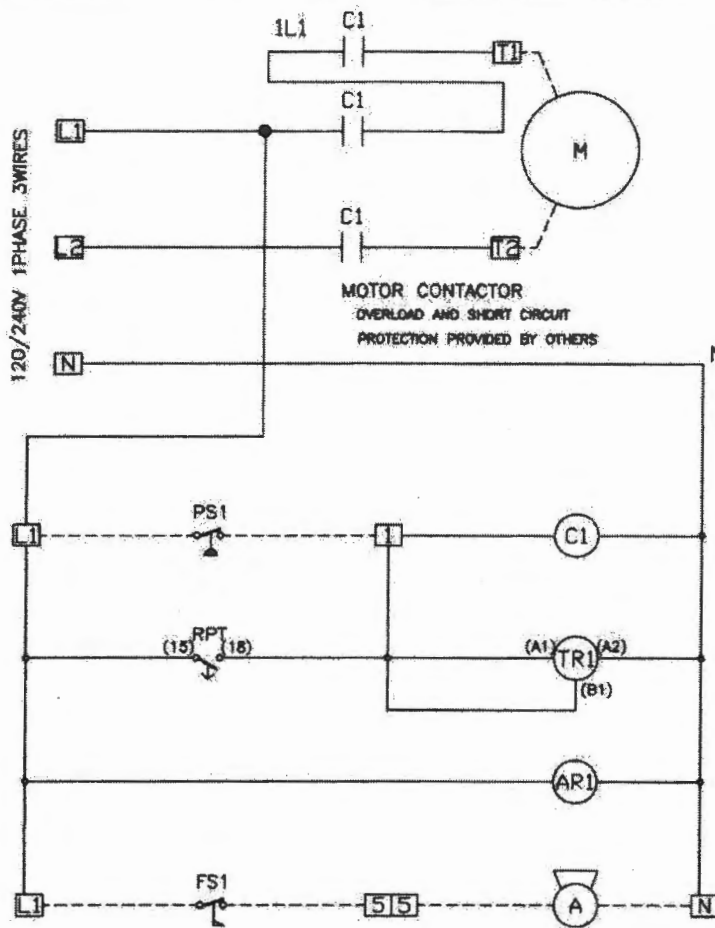 C1
1L1
T1
C1
L1
M
120/240V 1PHASE 3WIRES
C1
L2
T2
MOTOR CONTACTOR
OVERLOAD AND SHORT CIRCUIT
PROTECTION PROVIDED BY OTHERS
N
PS1
L1
1
C1
RPT
(15) (18)
(A1) TR1 (A2)
(B1)
AR1
FS1
L1
5 5
A
N